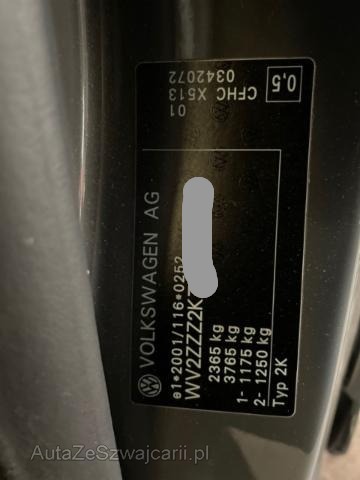 VOLKSWAGEN AG
e1*2001/116*0252
WV2ZZZ2K
2365 kg
3765 kg
1- 1175 kg
2- 1250 kg
Typ 2K
01
CFHC X513
0342072
0,5
AutaZeSzwajcarii.pl